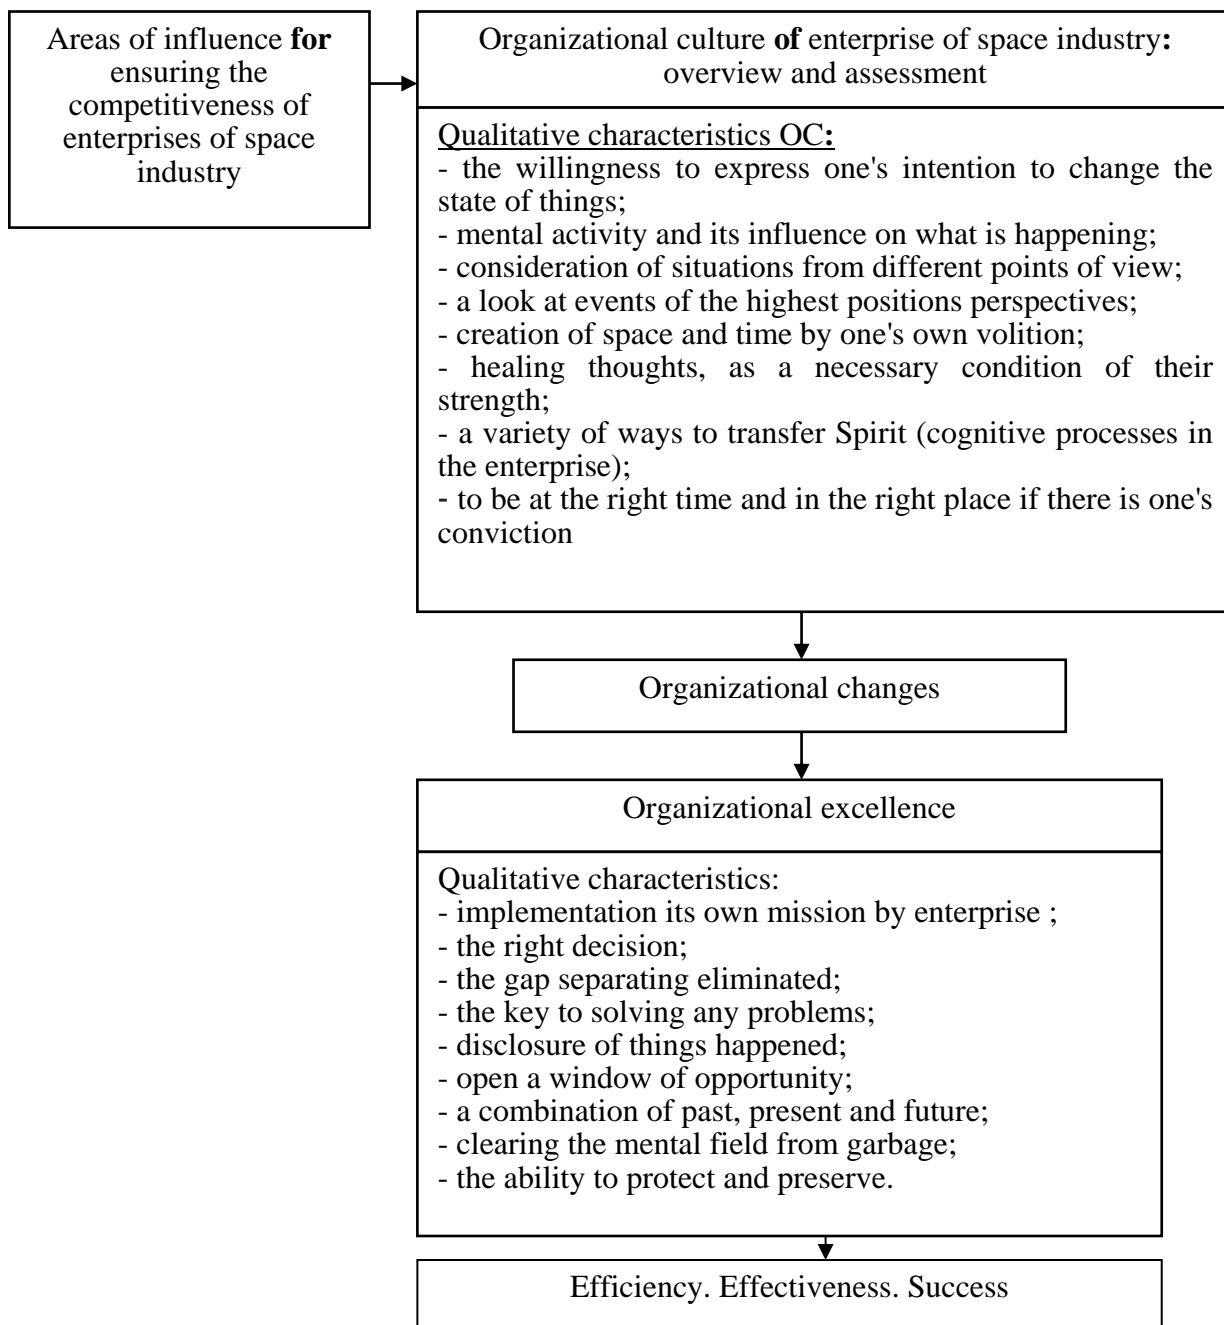 Areas of influence for
ensuring the
competitiveness of
enterprises of space
industry
Organizational culture of enterprise of space industry:
overview and assessment
Qualitative characteristics OC:
- the willingness to express one's intention to change the
state of things;
- mental activity and its influence on what is happening;
- consideration of situations from different points of view;
- a look at events of the highest positions perspectives;
- creation of space and time by one's own volition;
- healing thoughts, as a necessary condition of their
strength;
- a variety of ways to transfer Spirit (cognitive processes in
the enterprise);
- to be at the right time and in the right place if there is one's
conviction
Organizational changes
Organizational excellence
Qualitative characteristics:
- implementation its own mission by enterprise ;
- the right decision;
- the gap separating eliminated;
- the key to solving any problems;
- disclosure of things happened;
- open a window of opportunity;
- a combination of past, present and future;
- clearing the mental field from garbage;
- the ability to protect and preserve.
Efficiency. Effectiveness. Success